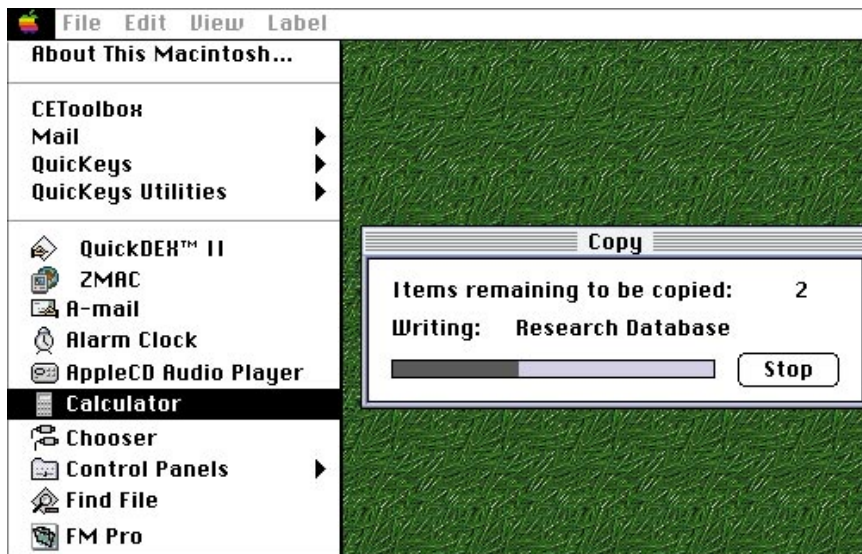 File Edit View Label
About This Macintosh...
CEToolbox
Mail
QuicKeys
QuicKeys Utilities
QuickDEX™ II
ZMAC
A-mail
Alarm Clock
AppleCD Audio Player
Calculator
Chooser
Control Panels
Find File
FM Pro
Copy
Items remaining to be copied: 2
Writing: Research Database
Stop